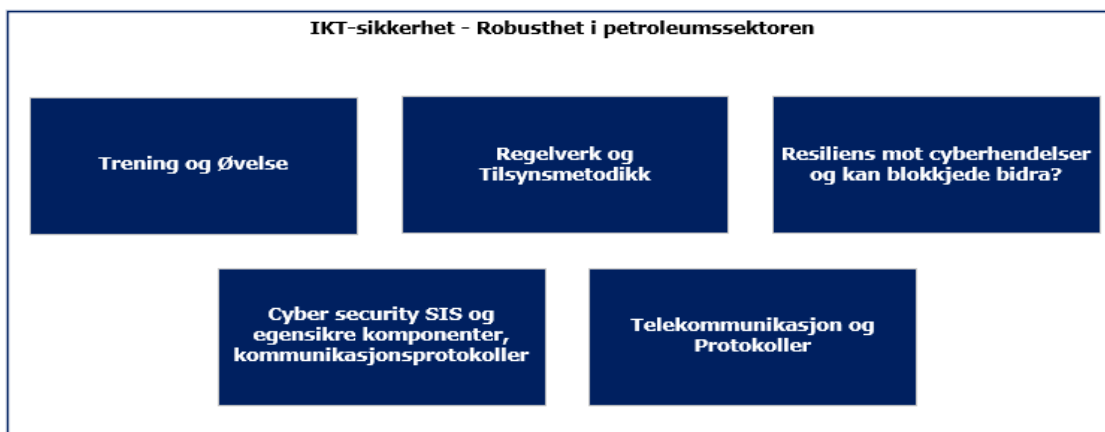 IKT-sikkerhet - Robusthet i petroleumssektoren
Trening og Øvelse
Regelverk og
Tilsynsmetodikk
Resiliens mot cyberhendelser
og kan blokkjede bidra?
Cyber security SIS og
egensikre komponenter,
kommunikasjonsprotokoller
Telekommunikasjon og
Protokoller